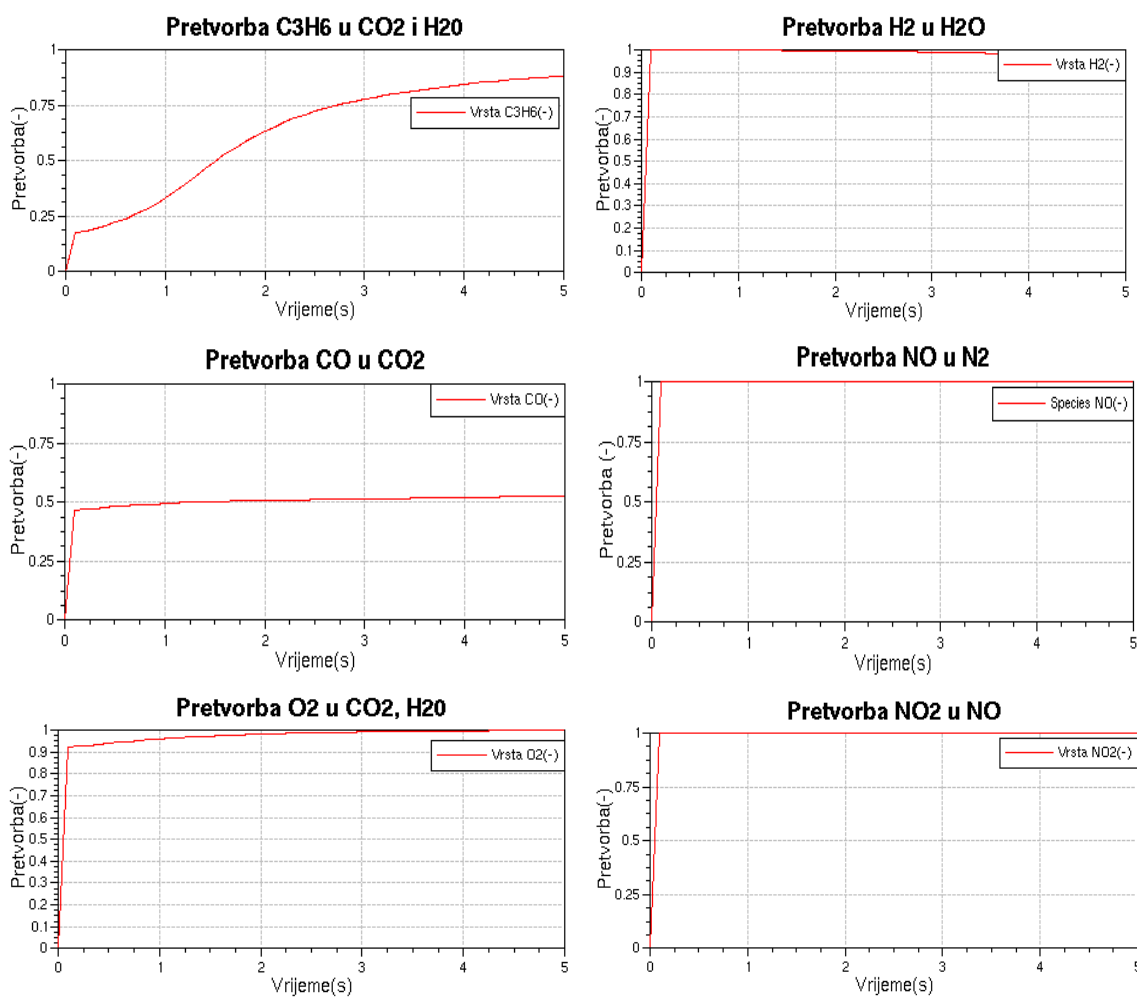 Pretvorba C3H6 u CO2 i H20
Pretvorba(-)
1
0.75
0.5
0.25
0
Vrsta C3H6(-)
0 1 2 3 4 5
Vrijeme(s)
Pretvorba H2 u H2O
Pretvorba(-)
1
0.9
0.8
0.7
0.6
0.5
0.4
0.3
0.2
0.1
0
Vrsta H2(-)
0 1 2 3 4 5
Vrijeme(s)
Pretvorba CO u CO2
Pretvorba(-)
1
0.75
0.5
0.25
0
Vrsta CO(-)
0 1 2 3 4 5
Vrijeme(s)
Pretvorba NO u N2
Pretvorba (-)
1
0.75
0.5
0.25
0
Species NO(-)
0 1 2 3 4 5
Vrijeme(s)
Pretvorba O2 u CO2, H20
Pretvorba(-)
1
0.9
0.8
0.7
0.6
0.5
0.4
0.3
0.2
0.1
0
Vrsta O2(-)
0 1 2 3 4 5
Vrijeme(s)
Pretvorba NO2 u NO
Pretvorba(-)
1
0.75
0.5
0.25
0
Vrsta NO2(-)
0 1 2 3 4 5
Vrijeme(s)